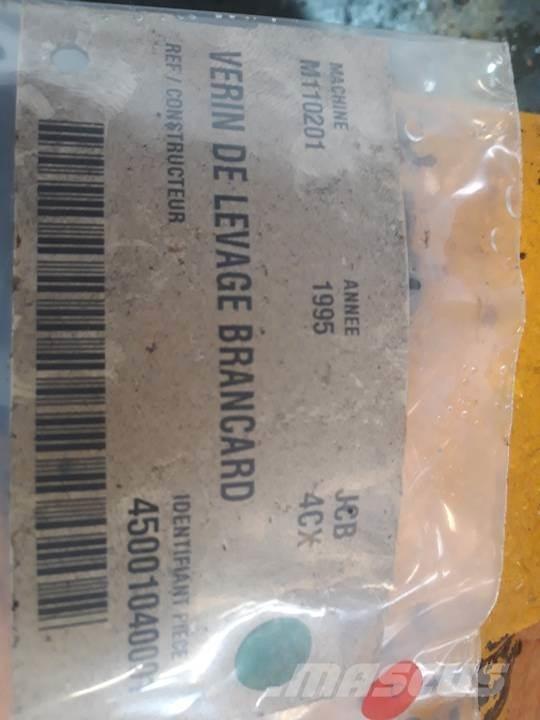 MACHINE ANNEE JCB
M110201 1995 4CX
VERIN DE LEVAGE BRANCARD
REF / CONSTRUCTEUR IDENTIFIANT PIECE
MASCUS